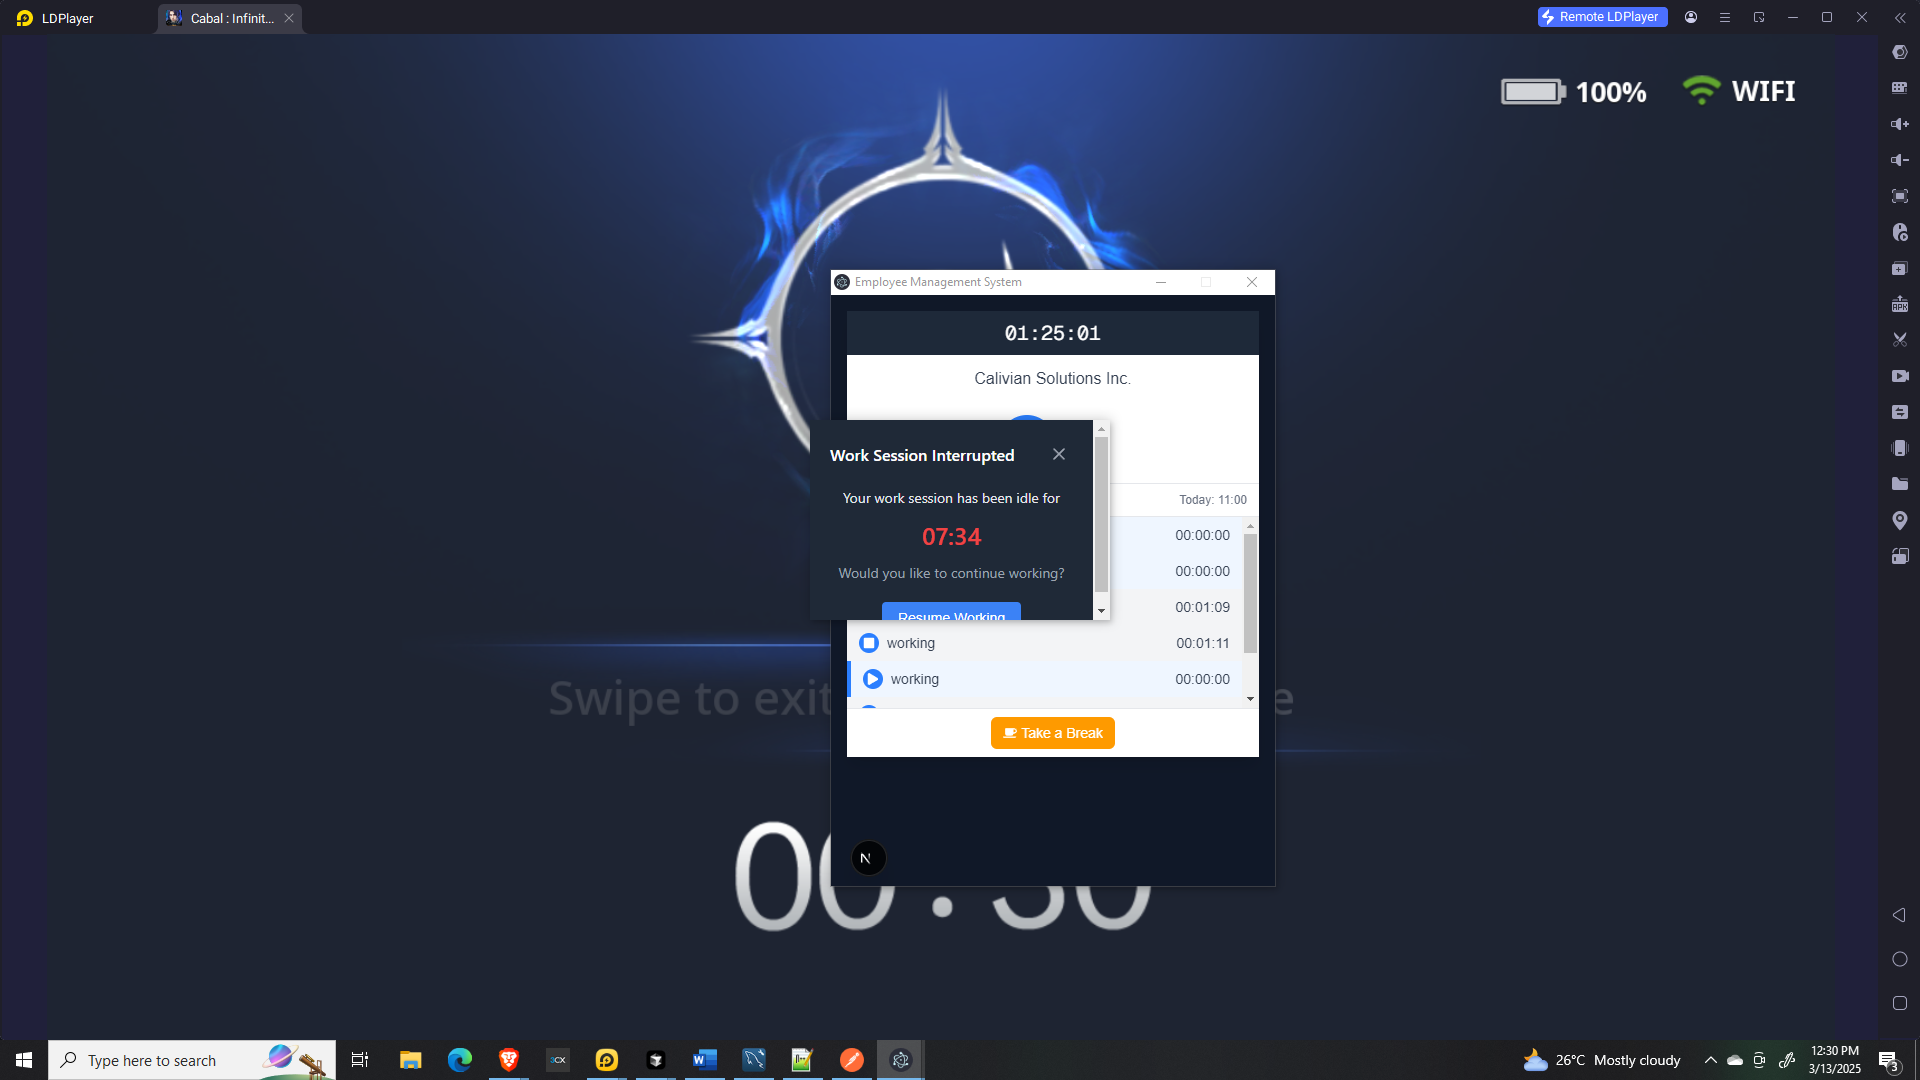 LDPlayer
Cabal : Infinit...
Remote LDPlayer
100%
WIFI
Employee Management System
01:25:01
Calivian Solutions Inc.
Work Session Interrupted
Your work session has been idle for
07:34
Would you like to continue working?
Resume Working
Today: 11:00
00:00:00
00:00:00
00:01:09
working
00:01:11
working
00:00:00
Swipe to exit
e
Take a Break
N
00:30
Type here to search
3CX
26°C Mostly cloudy
12:30 PM
3/13/2025
3